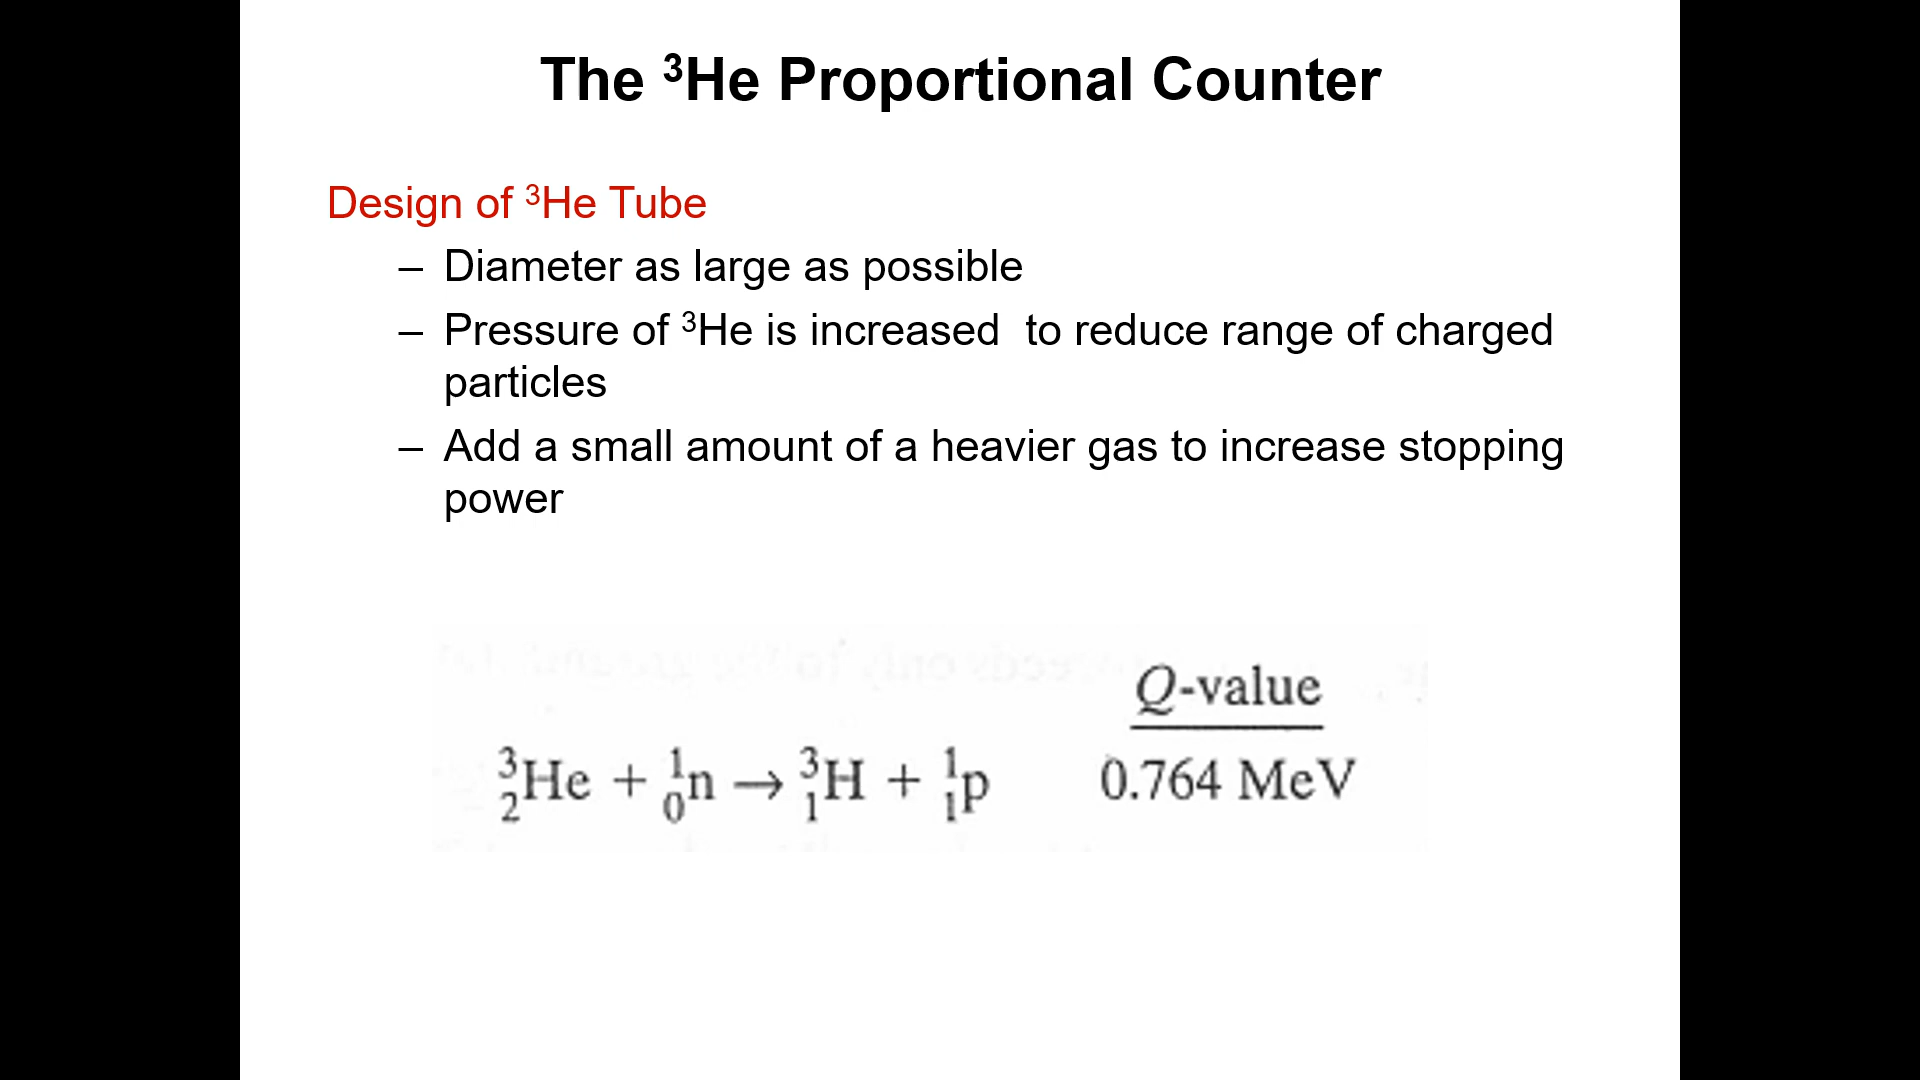 The ³He Proportional Counter
Design of ³He Tube
– Diameter as large as possible
– Pressure of ³He is increased  to reduce range of charged
particles
– Add a small amount of a heavier gas to increase stopping
power
Q-value
³₂He + ¹₀n → ³₁H + ¹₁p 0.764 MeV